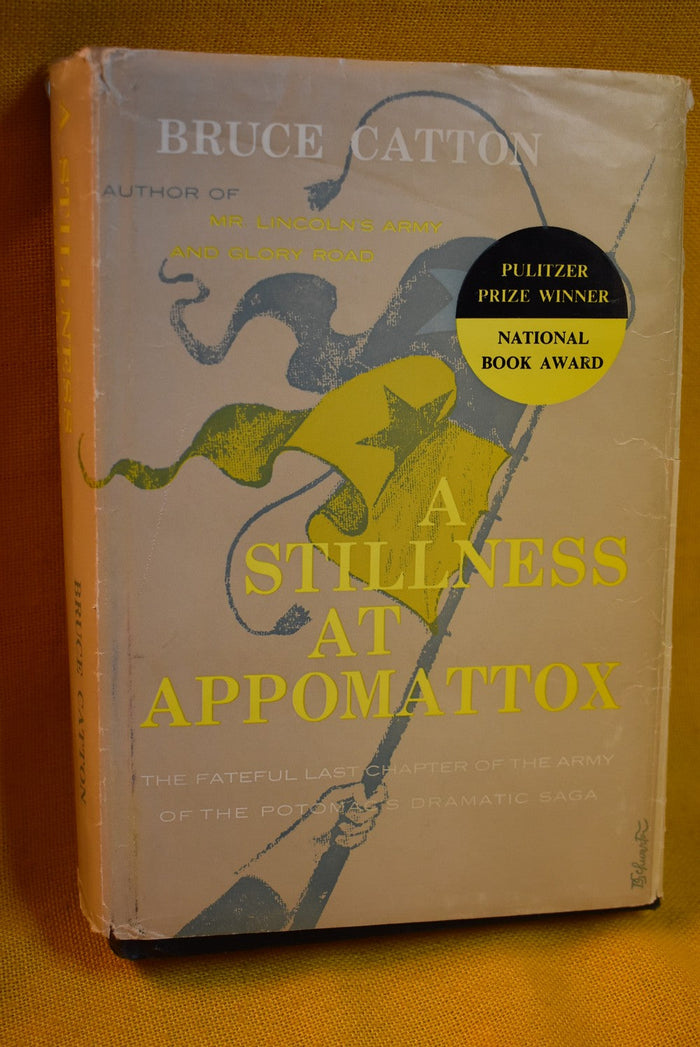 BRUCE CATTON
AUTHOR OF
MR. LINCOLN'S ARMY
AND GLORY ROAD
PULITZER
PRIZE WINNER
NATIONAL
BOOK AWARD
A
STILLNESS
AT
APPOMATTOX
THE FATEFUL LAST CHAPTER OF THE ARMY
OF THE POTOMAC'S DRAMATIC SAGA
Schwartz
A STILLNESS
BRUCE CATTON